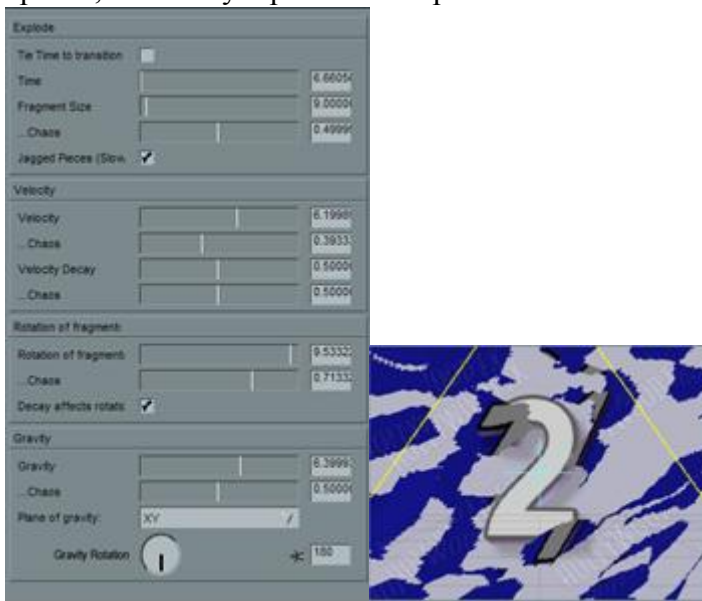 Explode
Tie Time to transition
Time 6.6605
Fragment Size 9.0000
...Chaos 0.4999
Jagged Pieces (Slow
Velocity
Velocity 6.1998
...Chaos 0.3933
Velocity Decay 0.5000
...Chaos 0.5000
Rotation of fragment
Rotation of fragment 9.5332
...Chaos 0.7133
Decay affects rotatic
Gravity
Gravity 6.3999
...Chaos 0.5000
Plane of gravity: XY
Gravity Rotation 180
2